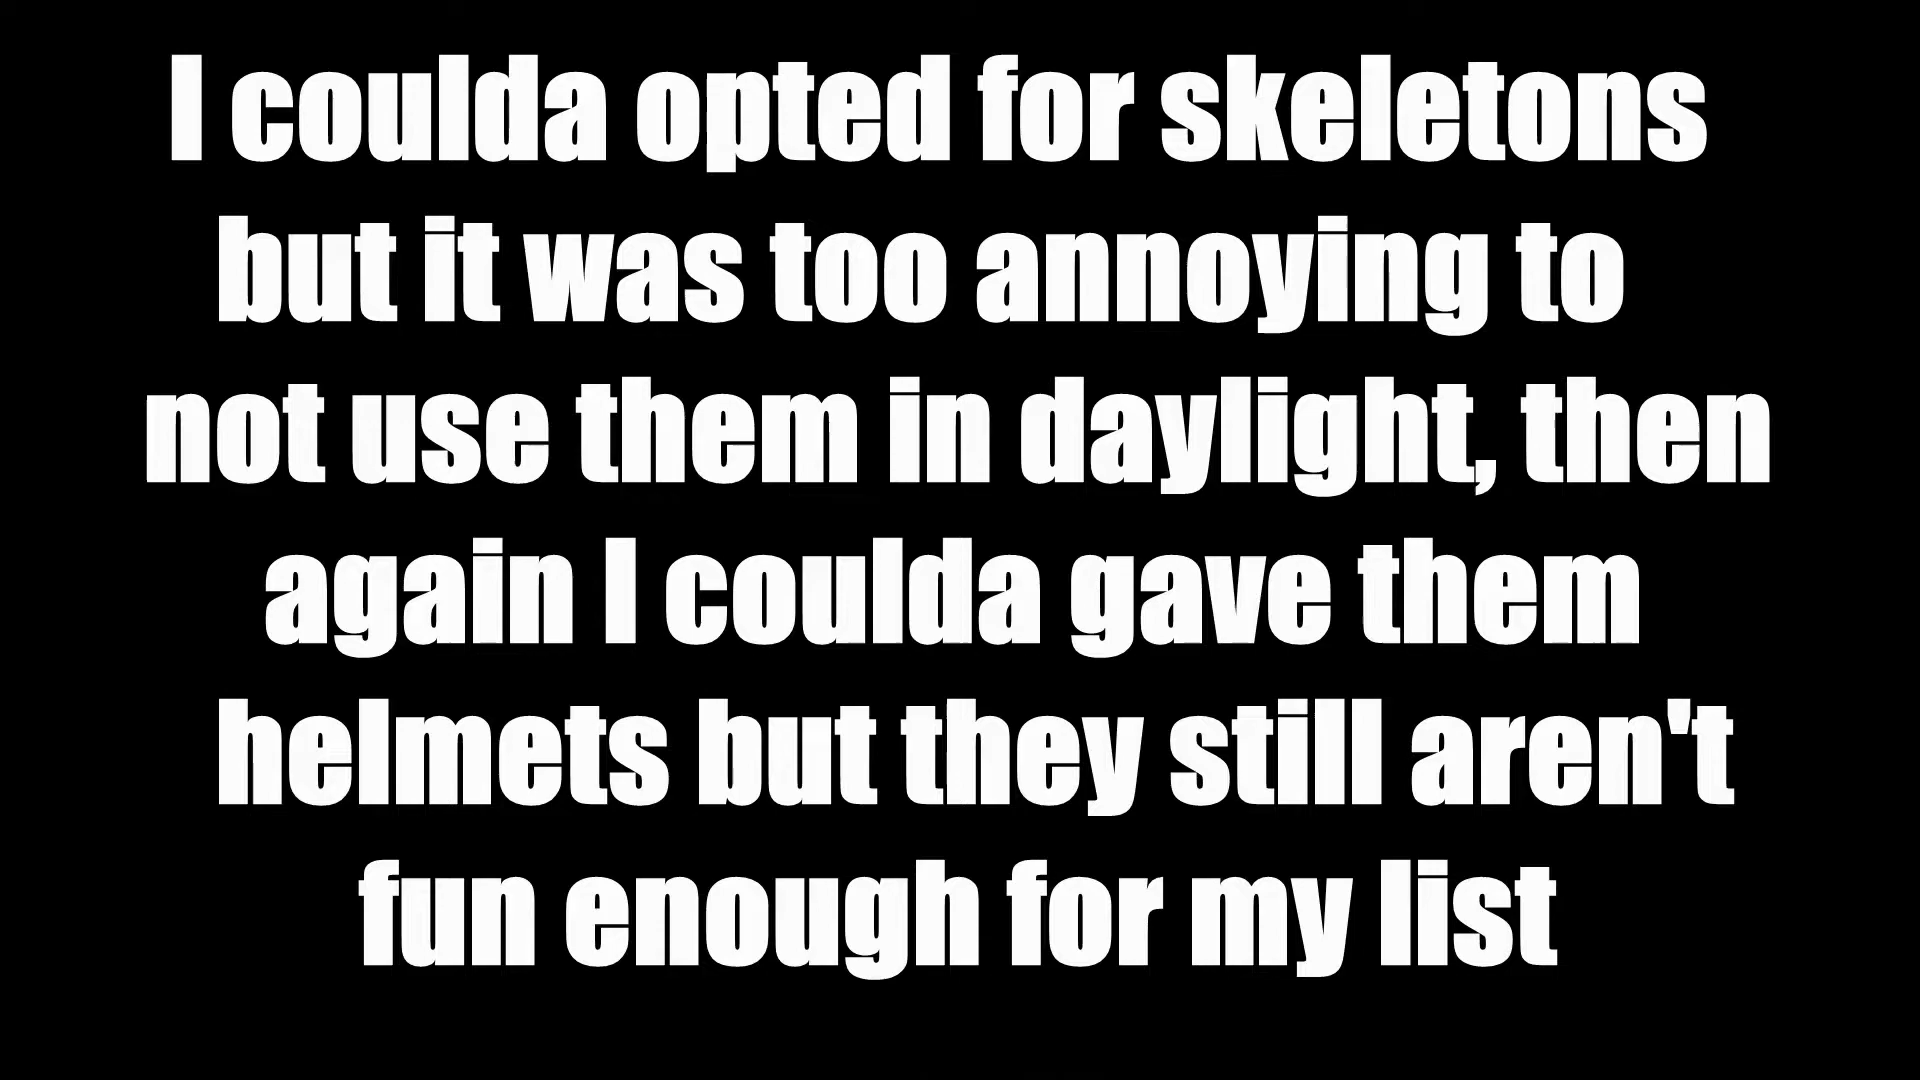 I coulda opted for skeletons
but it was too annoying to
not use them in daylight, then
again I coulda gave them
helmets but they still aren't
fun enough for my list